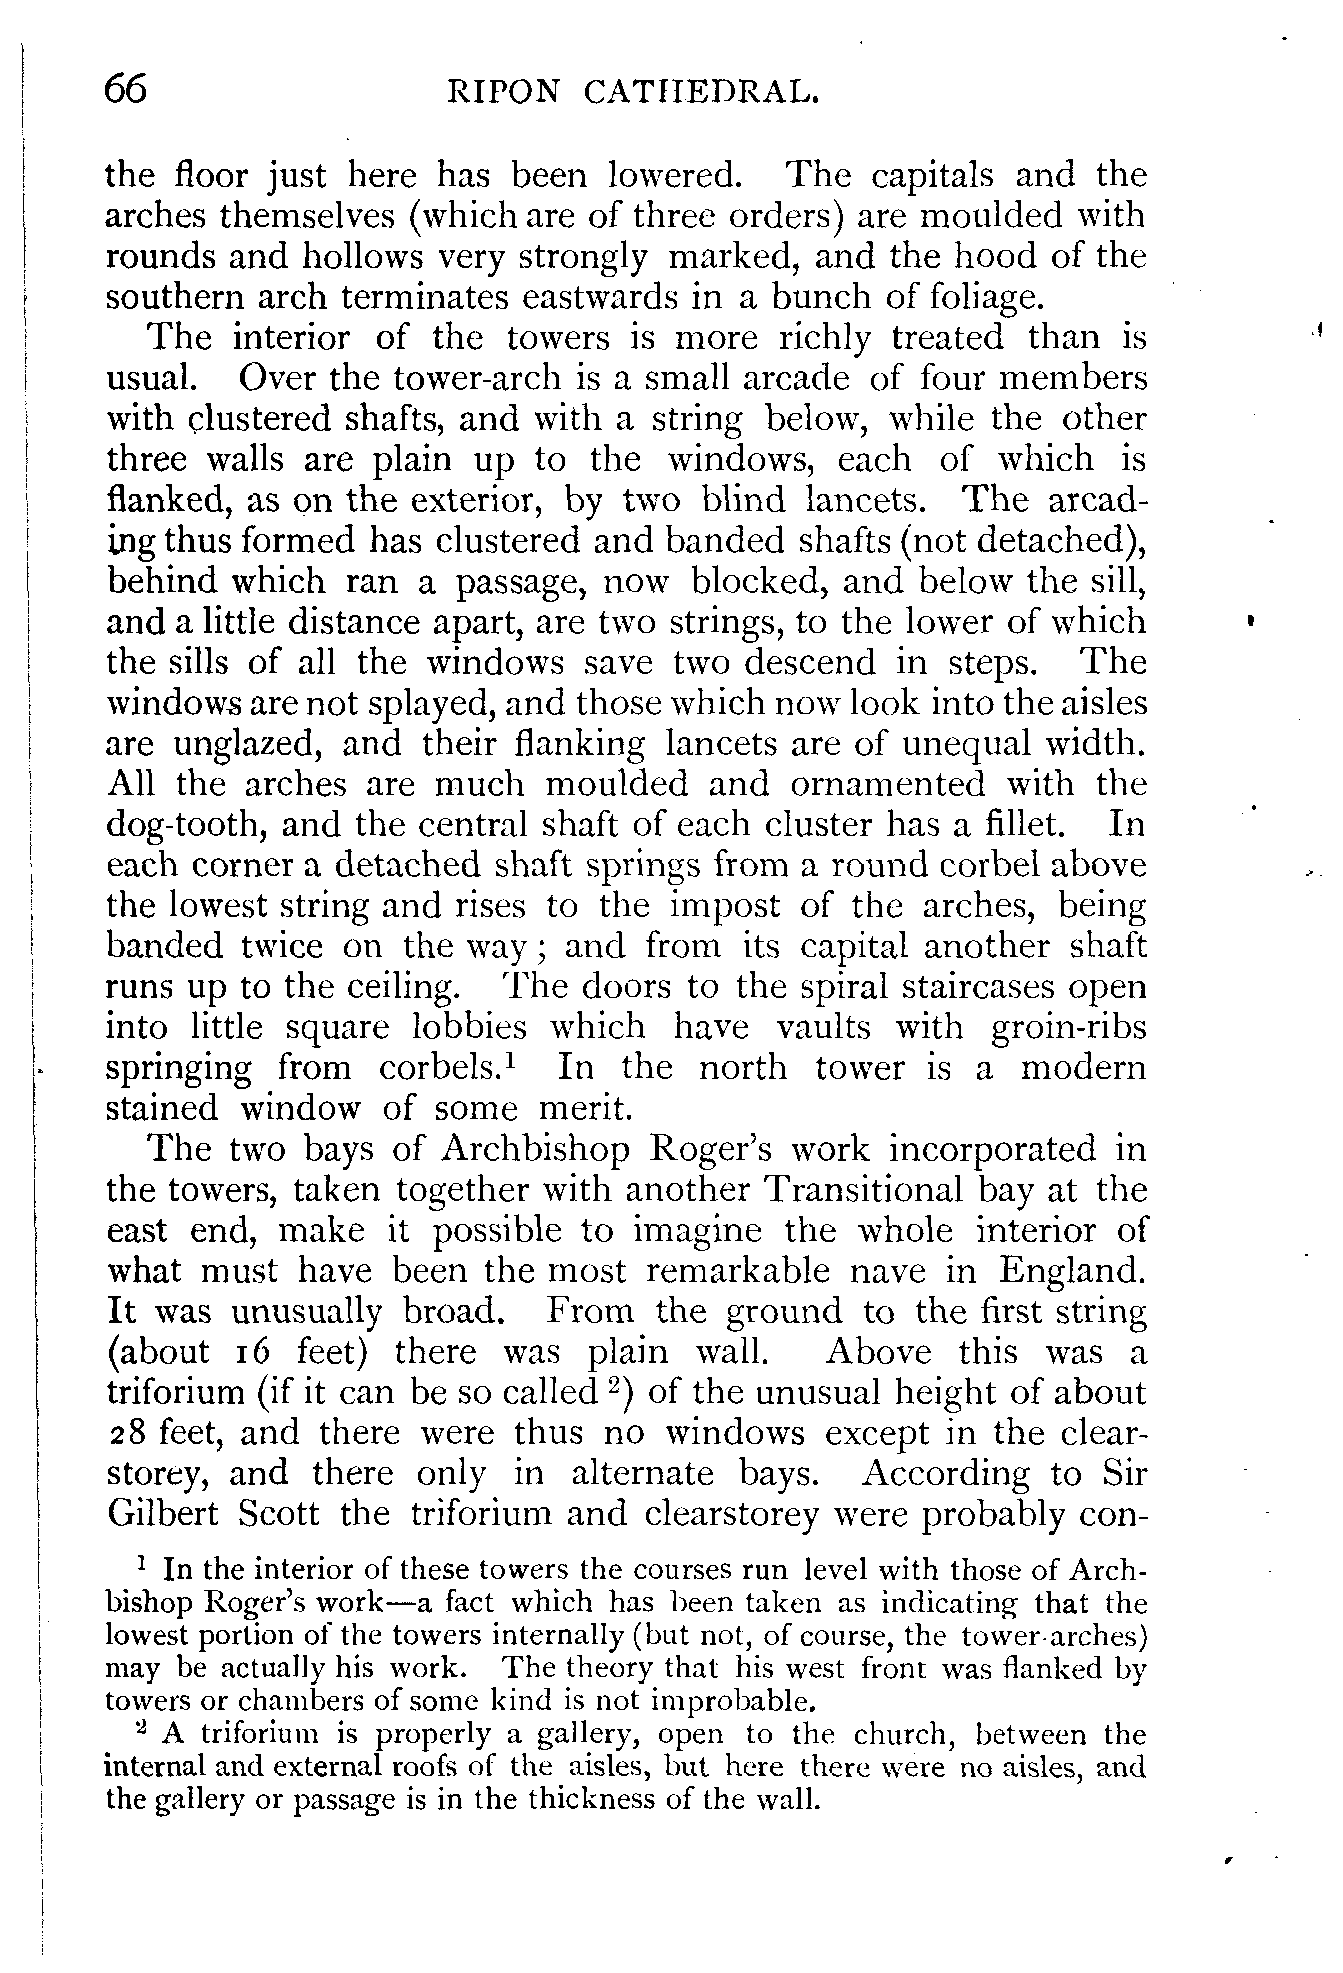 66 RIPON CATHEDRAL.
the floor just here has been lowered. The capitals and the
arches themselves (which are of three orders) are moulded with
rounds and hollows very strongly marked, and the hood of the
southern arch terminates eastwards in a bunch of foliage.
The interior of the towers is more richly treated than is
usual. Over the tower-arch is a small arcade of four members
with clustered shafts, and with a string below, while the other
three walls are plain up to the windows, each of which is
flanked, as on the exterior, by two blind lancets. The arcad-
ing thus formed has clustered and banded shafts (not detached),
behind which ran a passage, now blocked, and below the sill,
and a little distance apart, are two strings, to the lower of which
the sills of all the windows save two descend in steps. The
windows are not splayed, and those which now look into the aisles
are unglazed, and their flanking lancets are of unequal width.
All the arches are much moulded and ornamented with the
dog-tooth, and the central shaft of each cluster has a fillet. In
each corner a detached shaft springs from a round corbel above
the lowest string and rises to the impost of the arches, being
banded twice on the way; and from its capital another shaft
runs up to the ceiling. The doors to the spiral staircases open
into little square lobbies which have vaults with groin-ribs
springing from corbels.¹ In the north tower is a modern
stained window of some merit.
The two bays of Archbishop Roger's work incorporated in
the towers, taken together with another Transitional bay at the
east end, make it possible to imagine the whole interior of
what must have been the most remarkable nave in England.
It was unusually broad. From the ground to the first string
(about 16 feet) there was plain wall. Above this was a
triforium (if it can be so called ²) of the unusual height of about
28 feet, and there were thus no windows except in the clear-
storey, and there only in alternate bays. According to Sir
Gilbert Scott the triforium and clearstorey were probably con-
¹ In the interior of these towers the courses run level with those of Arch-
bishop Roger's work—a fact which has been taken as indicating that the
lowest portion of the towers internally (but not, of course, the tower-arches)
may be actually his work. The theory that his west front was flanked by
towers or chambers of some kind is not improbable.
² A triforium is properly a gallery, open to the church, between the
internal and external roofs of the aisles, but here there were no aisles, and
the gallery or passage is in the thickness of the wall.